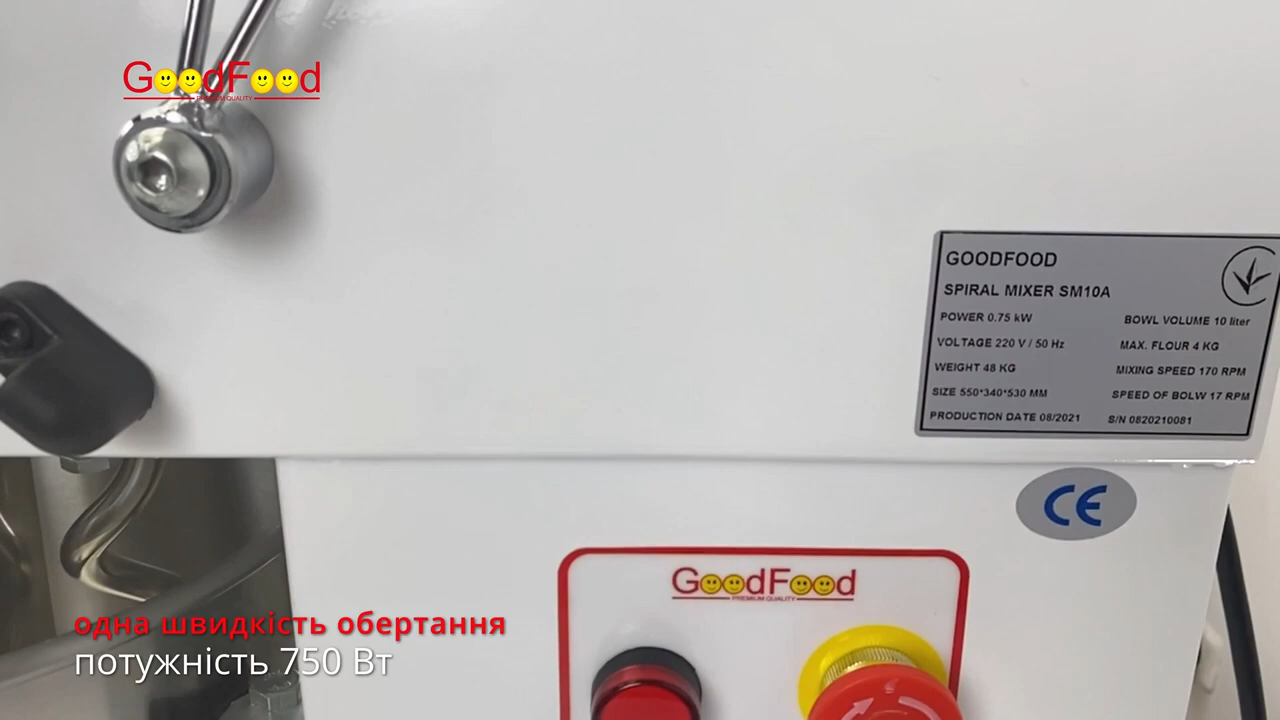 GoodFood
PREMIUM QUALITY
GOODFOOD
SPIRAL MIXER SM10A
POWER 0.75 kW
BOWL VOLUME 10 liter
VOLTAGE 220 V / 50 Hz
MAX. FLOUR 4 KG
WEIGHT 48 KG
MIXING SPEED 170 RPM
SIZE 550*340*530 MM
SPEED OF BOLW 17 RPM
PRODUCTION DATE 08/2021
S/N 0820210081
CE
GoodFood
PREMIUM QUALITY
одна швидкість обертання
потужність 750 Вт